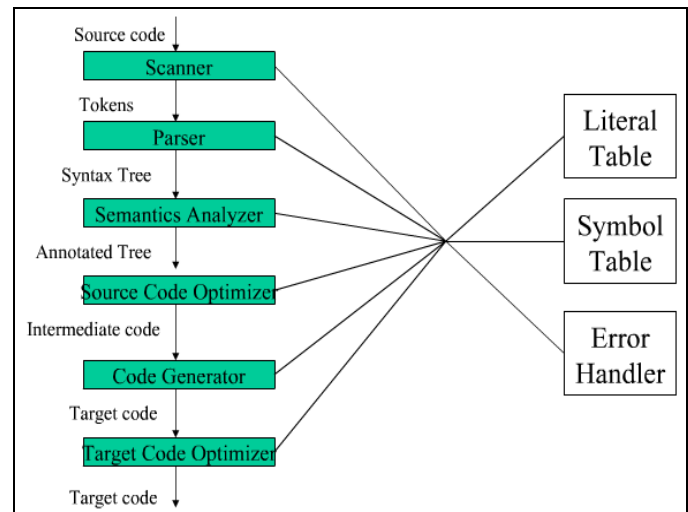 Source code
Scanner
Tokens
Parser
Syntax Tree
Semantics Analyzer
Annotated Tree
Source Code Optimizer
Intermediate code
Code Generator
Target code
Target Code Optimizer
Target code
Literal
Table
Symbol
Table
Error
Handler